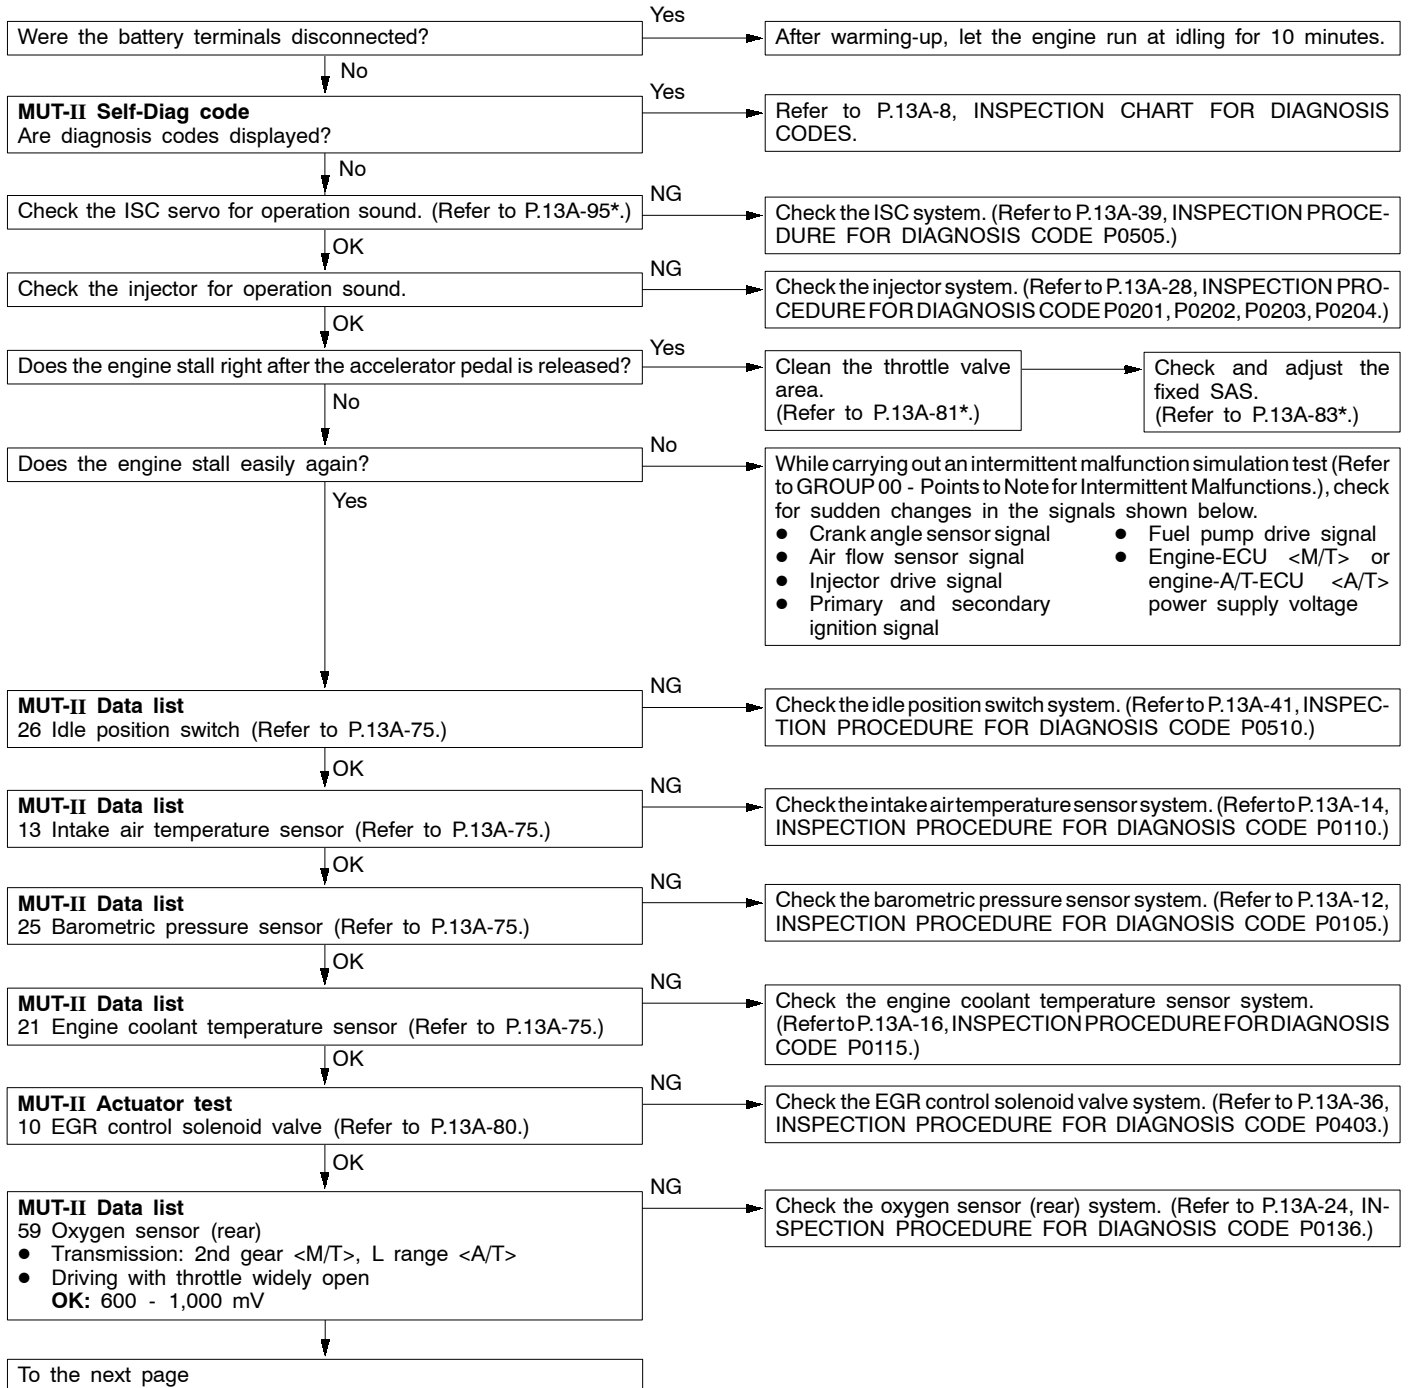 Were the battery terminals disconnected?
Yes
After warming-up, let the engine run at idling for 10 minutes.
No
MUT-II Self-Diag code
Are diagnosis codes displayed?
Yes
Refer to P.13A-8, INSPECTION CHART FOR DIAGNOSIS
CODES.
No
Check the ISC servo for operation sound. (Refer to P.13A-95*.)
NG
Check the ISC system. (Refer to P.13A-39, INSPECTION PROCE-
DURE FOR DIAGNOSIS CODE P0505.)
OK
Check the injector for operation sound.
NG
Check the injector system. (Refer to P.13A-28, INSPECTION PRO-
CEDURE FOR DIAGNOSIS CODE P0201, P0202, P0203, P0204.)
OK
Does the engine stall right after the accelerator pedal is released?
Yes
Clean the throttle valve
area.
(Refer to P.13A-81*.)
Check and adjust the
fixed SAS.
(Refer to P.13A-83*.)
No
Does the engine stall easily again?
No
While carrying out an intermittent malfunction simulation test (Refer
to GROUP 00 - Points to Note for Intermittent Malfunctions.), check
for sudden changes in the signals shown below.
● Crank angle sensor signal
● Air flow sensor signal
● Injector drive signal
● Primary and secondary
ignition signal
● Fuel pump drive signal
● Engine-ECU <M/T> or
engine-A/T-ECU <A/T>
power supply voltage
Yes
MUT-II Data list
26 Idle position switch (Refer to P.13A-75.)
NG
Check the idle position switch system. (Refer to P.13A-41, INSPEC-
TION PROCEDURE FOR DIAGNOSIS CODE P0510.)
OK
MUT-II Data list
13 Intake air temperature sensor (Refer to P.13A-75.)
NG
Check the intake air temperature sensor system. (Refer to P.13A-14,
INSPECTION PROCEDURE FOR DIAGNOSIS CODE P0110.)
OK
MUT-II Data list
25 Barometric pressure sensor (Refer to P.13A-75.)
NG
Check the barometric pressure sensor system. (Refer to P.13A-12,
INSPECTION PROCEDURE FOR DIAGNOSIS CODE P0105.)
OK
MUT-II Data list
21 Engine coolant temperature sensor (Refer to P.13A-75.)
NG
Check the engine coolant temperature sensor system.
(Refer to P.13A-16, INSPECTION PROCEDURE FOR DIAGNOSIS
CODE P0115.)
OK
MUT-II Actuator test
10 EGR control solenoid valve (Refer to P.13A-80.)
NG
Check the EGR control solenoid valve system. (Refer to P.13A-36,
INSPECTION PROCEDURE FOR DIAGNOSIS CODE P0403.)
OK
MUT-II Data list
59 Oxygen sensor (rear)
● Transmission: 2nd gear <M/T>, L range <A/T>
● Driving with throttle widely open
OK: 600 - 1,000 mV
NG
Check the oxygen sensor (rear) system. (Refer to P.13A-24, IN-
SPECTION PROCEDURE FOR DIAGNOSIS CODE P0136.)
To the next page